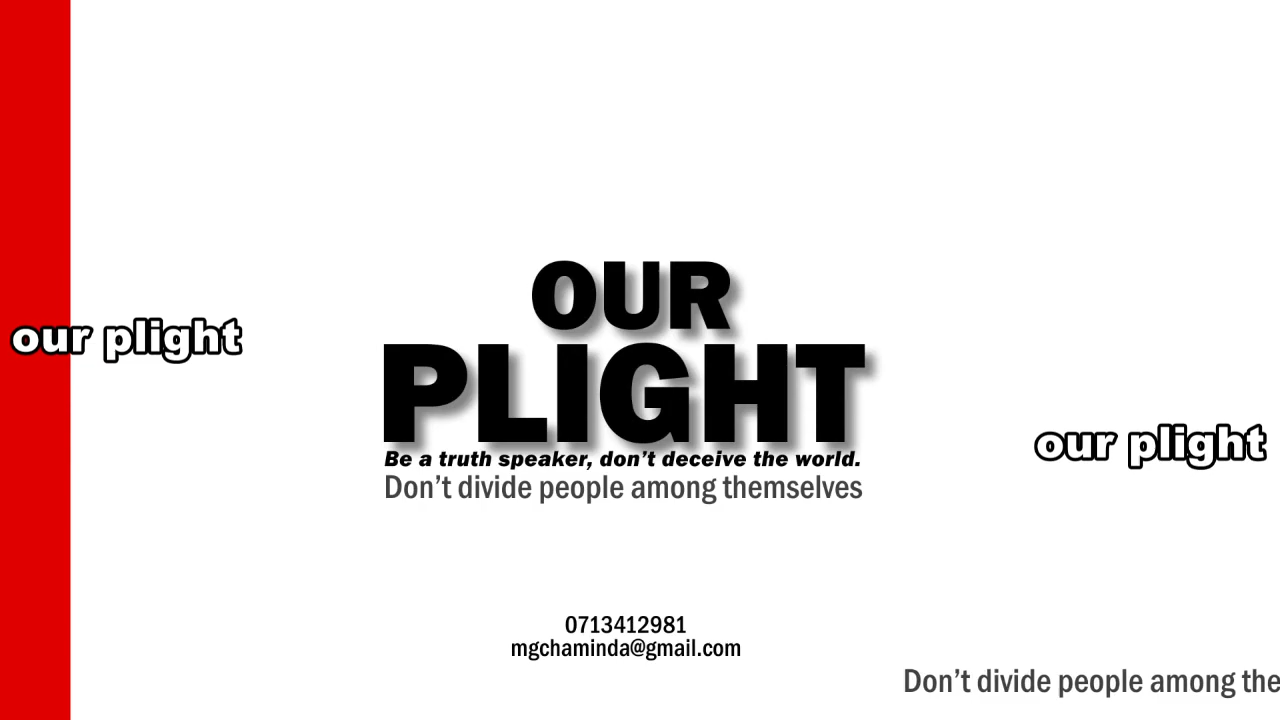 OUR
PLIGHT
our plight
our plight
Be a truth speaker, don't deceive the world.
Don't divide people among themselves
0713412981
mgchaminda@gmail.com
Don't divide people among the